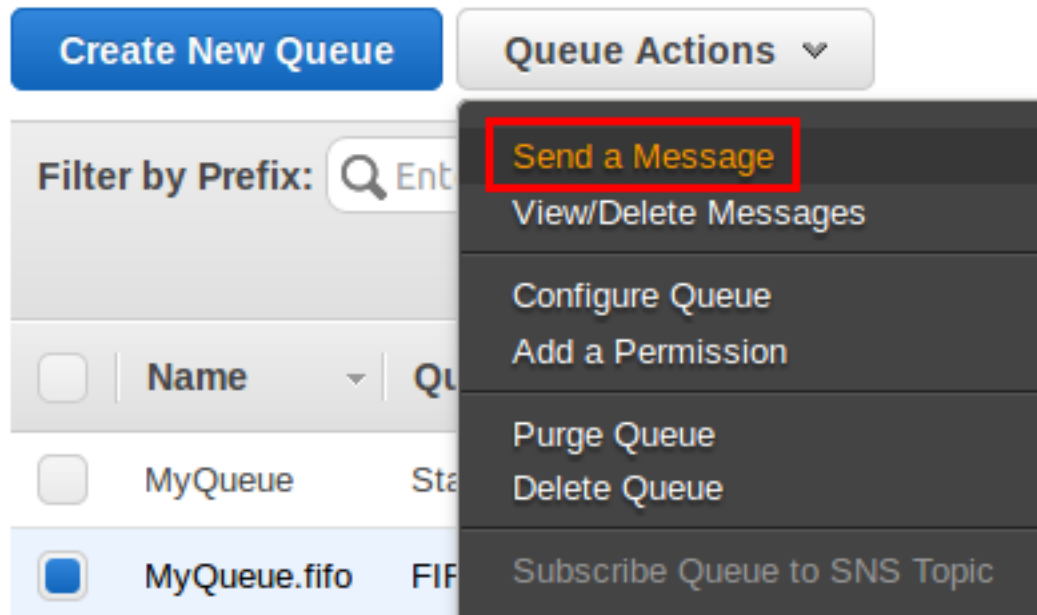 Create New Queue
Queue Actions
Filter by Prefix:
Send a Message
View/Delete Messages
Configure Queue
Add a Permission
Name
Purge Queue
Delete Queue
MyQueue
MyQueue.fifo
Subscribe Queue to SNS Topic